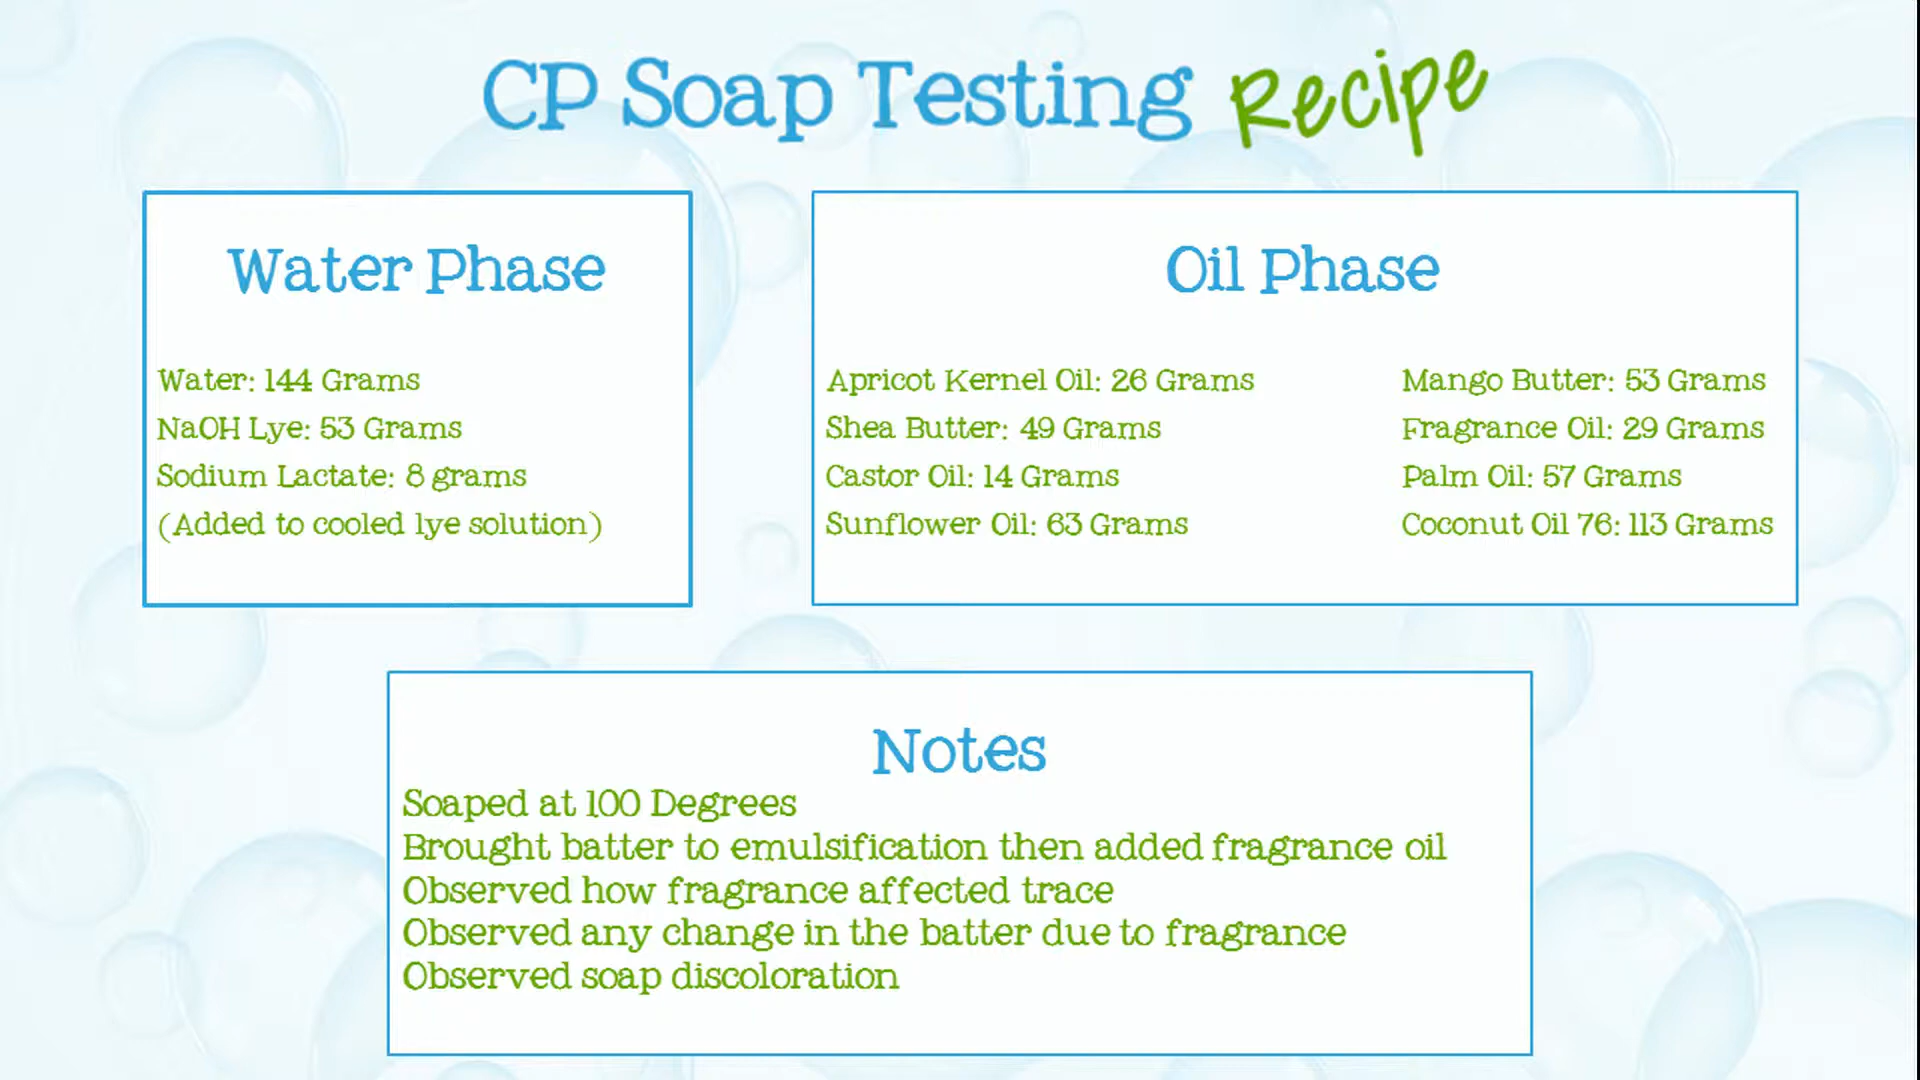 CP Soap Testing Recipe
Water Phase
Water: 144 Grams
NaOH Lye: 53 Grams
Sodium Lactate: 8 grams
(Added to cooled lye solution)
Oil Phase
Apricot Kernel Oil: 26 Grams
Shea Butter: 49 Grams
Castor Oil: 14 Grams
Sunflower Oil: 63 Grams
Mango Butter: 53 Grams
Fragrance Oil: 29 Grams
Palm Oil: 57 Grams
Coconut Oil 76: 113 Grams
Notes
Soaped at 100 Degrees
Brought batter to emulsification then added fragrance oil
Observed how fragrance affected trace
Observed any change in the batter due to fragrance
Observed soap discoloration